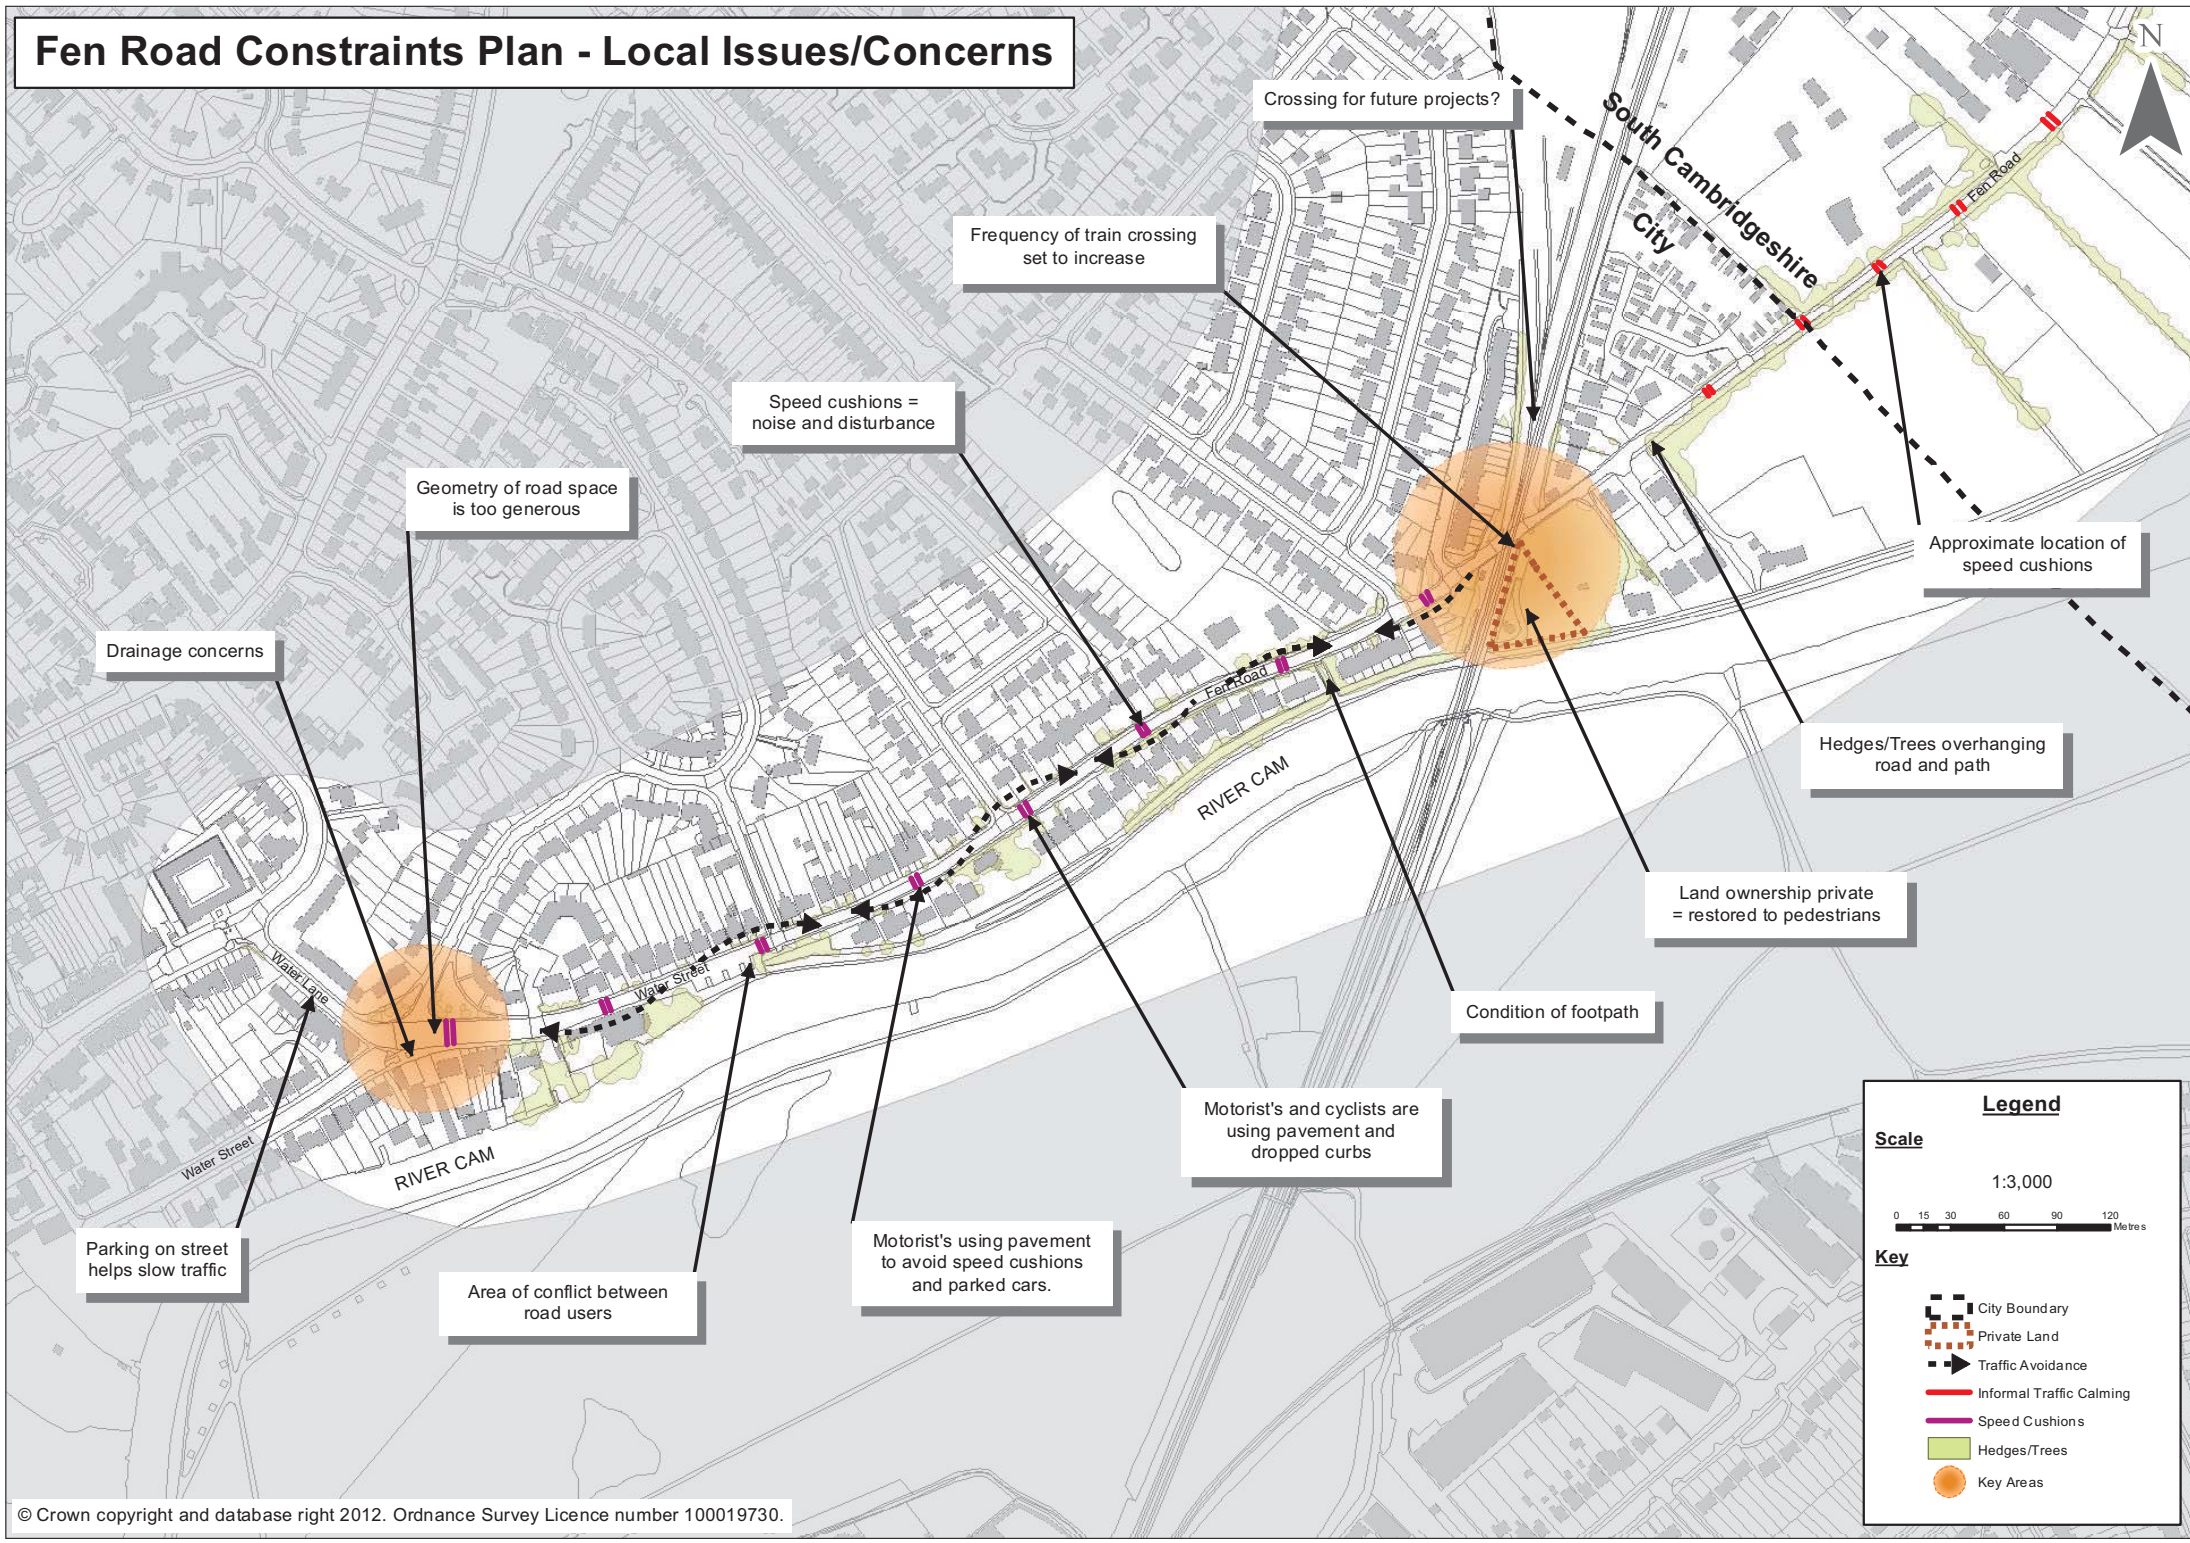 Fen Road Constraints Plan - Local Issues/Concerns
N
Crossing for future projects?
South Cambridgeshire
City
Fen Road
Frequency of train crossing
set to increase
Speed cushions =
noise and disturbance
Geometry of road space
is too generous
Approximate location of
speed cushions
Drainage concerns
Fen Road
Hedges/Trees overhanging
road and path
RIVER CAM
Land ownership private
= restored to pedestrians
Water Lane
Water Street
Condition of footpath
Motorist's and cyclists are
using pavement and
dropped curbs
Water Street
RIVER CAM
Parking on street
helps slow traffic
Area of conflict between
road users
Motorist's using pavement
to avoid speed cushions
and parked cars.
Legend
Scale
1:3,000
0 15 30 60 90 120
Metres
Key
City Boundary
Private Land
Traffic Avoidance
Informal Traffic Calming
Speed Cushions
Hedges/Trees
Key Areas
© Crown copyright and database right 2012. Ordnance Survey Licence number 100019730.